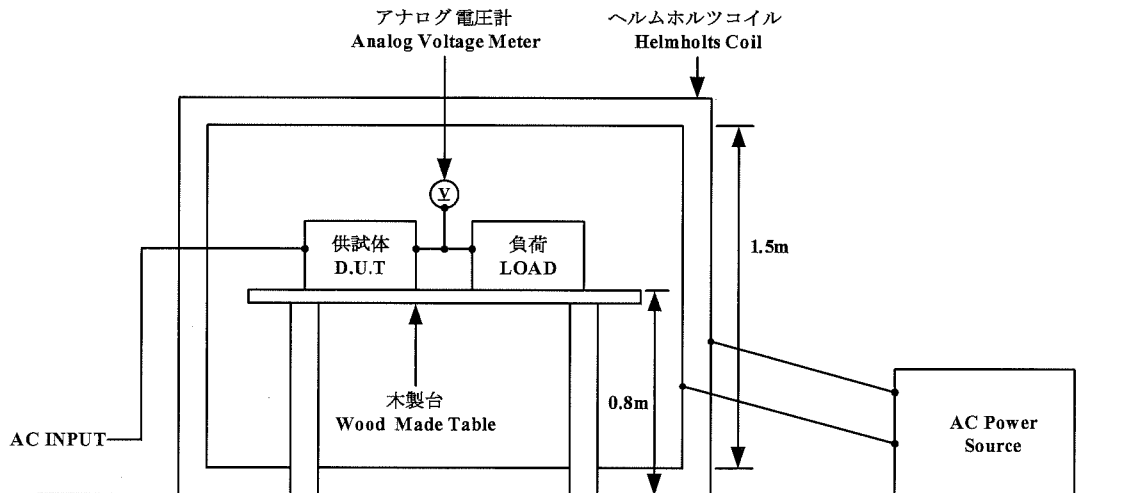 アナログ電圧計
Analog Voltage Meter
ヘルムホルツコイル
Helmholts Coil
V
供試体
D.U.T
負荷
LOAD
1.5m
木製台
Wood Made Table
0.8m
AC INPUT
AC Power
Source